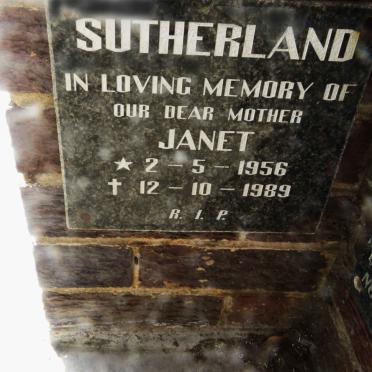 SUTHERLAND
IN LOVING MEMORY OF
OUR DEAR MOTHER
JANET
★ 2 - 5 - 1956
✝ 12 - 10 - 1989
R. I. P.